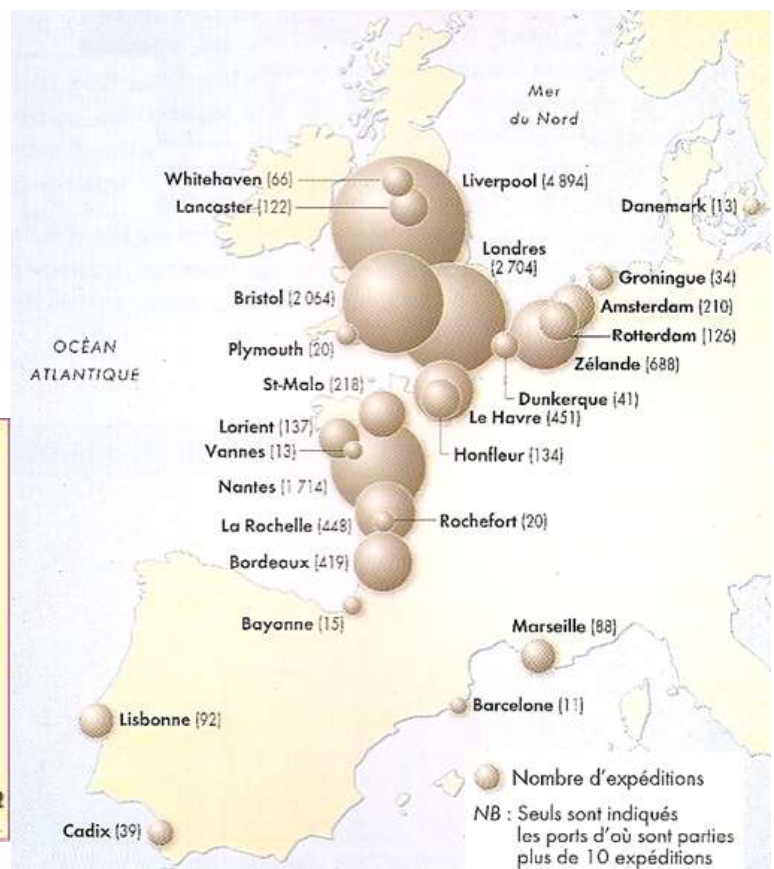 Mer
du Nord
Whitehaven (66)
Liverpool (4 894)
Lancaster (122)
Danemark (13)
Londres
(2 704)
Groningue (34)
Bristol (2 064)
Amsterdam (210)
Rotterdam (126)
Plymouth (20)
Zélande (688)
OCÉAN
ATLANTIQUE
St-Malo (218)
Dunkerque (41)
Le Havre (451)
Lorient (137)
Vannes (13)
Honfleur (134)
Nantes (1 714)
La Rochelle (448)
Rochefort (20)
Bordeaux (419)
Bayonne (15)
Marseille (88)
Lisbonne (92)
Barcelone (11)
Nombre d'expéditions
NB : Seuls sont indiqués
les ports d'où sont parties
plus de 10 expéditions
Cadix (39)